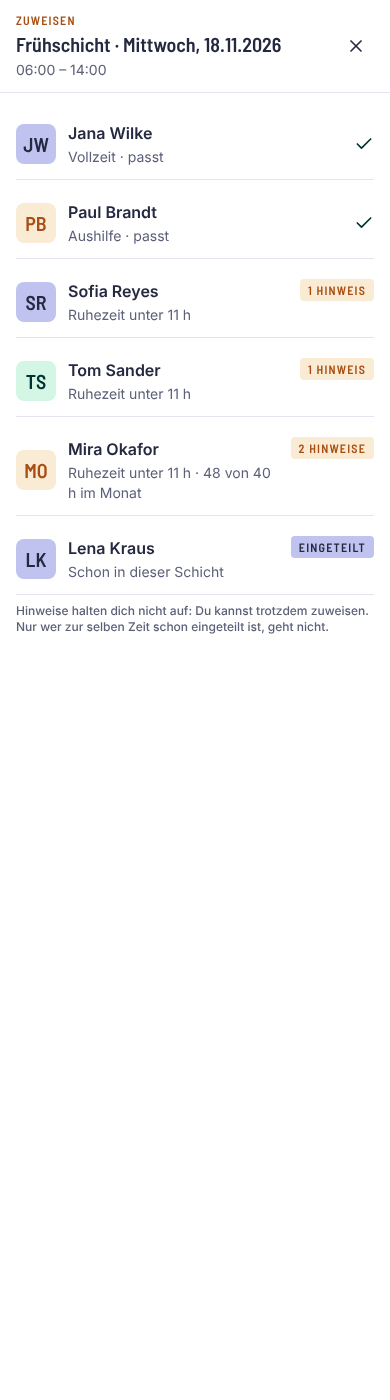 ZUWEISEN
Frühschicht · Mittwoch, 18.11.2026
06:00 – 14:00
JW
Jana Wilke
Vollzeit · passt
PB
Paul Brandt
Aushilfe · passt
SR
Sofia Reyes
1 HINWEIS
Ruhezeit unter 11 h
TS
Tom Sander
1 HINWEIS
Ruhezeit unter 11 h
MO
Mira Okafor
2 HINWEISE
Ruhezeit unter 11 h · 48 von 40
h im Monat
LK
Lena Kraus
EINGETEILT
Schon in dieser Schicht
Hinweise halten dich nicht auf: Du kannst trotzdem zuweisen.
Nur wer zur selben Zeit schon eingeteilt ist, geht nicht.